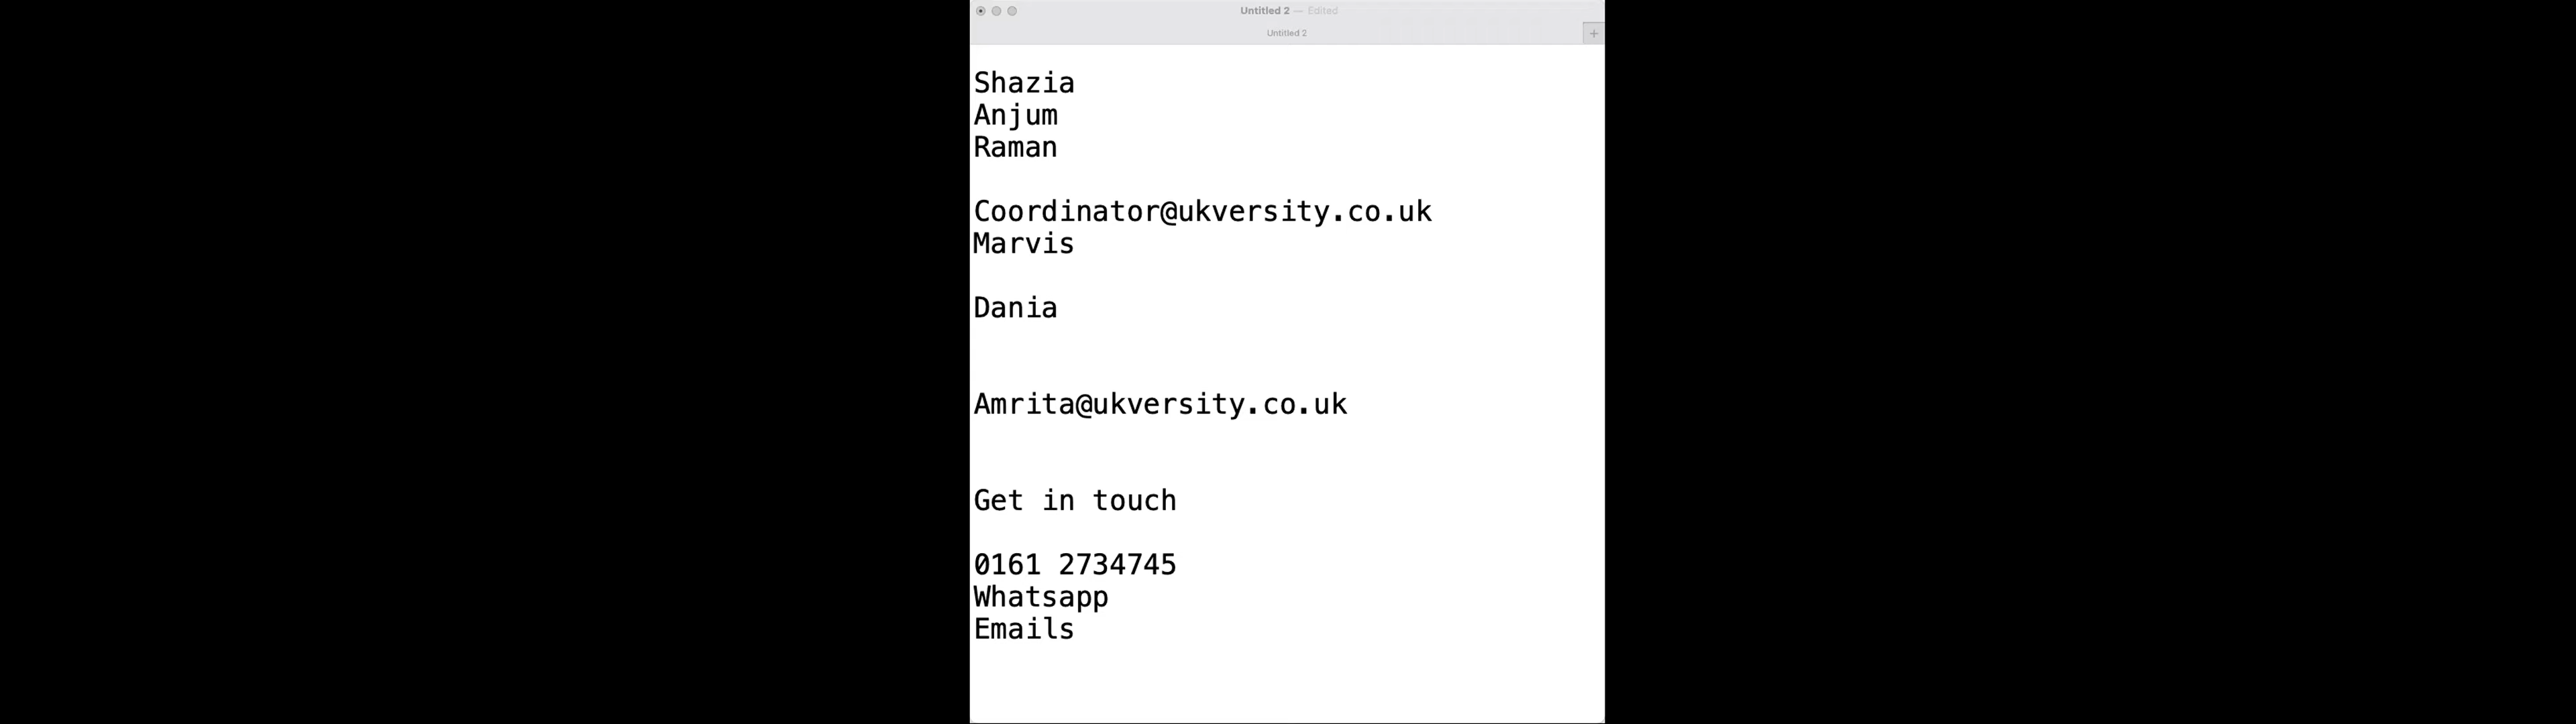 Untitled 2 — Edited
Untitled 2
+
Shazia
Anjum
Raman
Coordinator@ukversity.co.uk
Marvis
Dania
Amrita@ukversity.co.uk
Get in touch
0161 2734745
Whatsapp
Emails